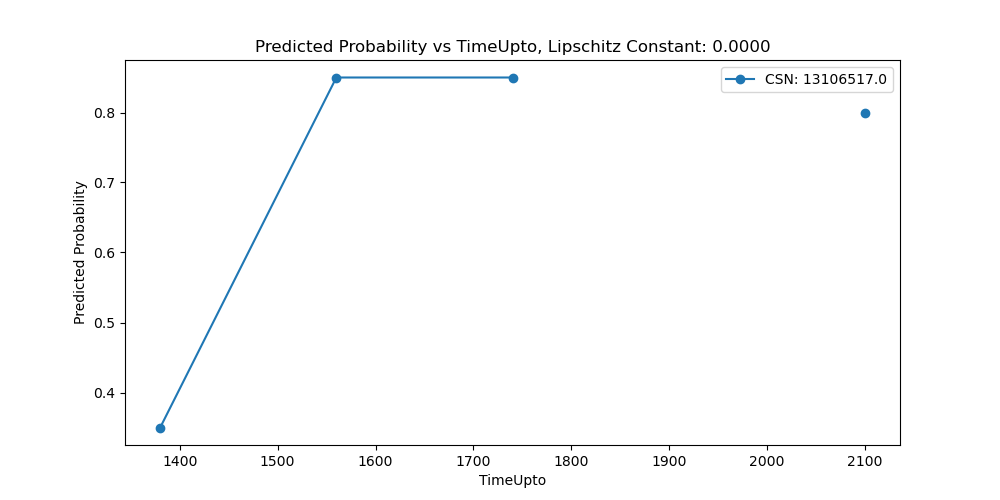 Predicted Probability vs TimeUpto, Lipschitz Constant: 0.0000
CSN: 13106517.0
Predicted Probability
0.8
0.7
0.6
0.5
0.4
1400 1500 1600 1700 1800 1900 2000 2100
TimeUpto